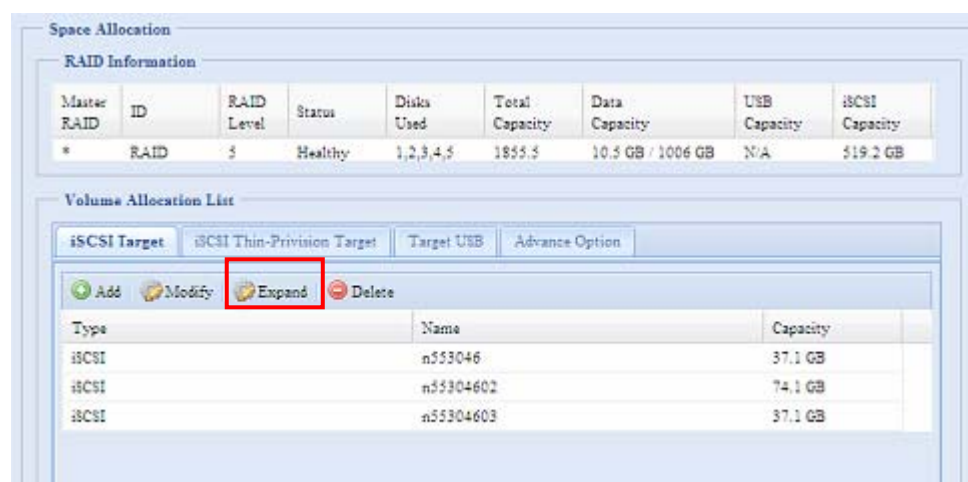 Space Allocation
RAID Information
Master RAID ID RAID Level Status Disks Used Total Capacity Data Capacity USB Capacity iSCSI Capacity
* RAID 5 Healthy 1,2,3,4,5 1855.5 10.5 GB / 1006 GB N/A 519.2 GB
Volume Allocation List
iSCSI Target iSCSI Thin-Privision Target Target USB Advance Option
Add Modify Expand Delete
Type Name Capacity
iSCSI n553046 37.1 GB
iSCSI n55304602 74.1 GB
iSCSI n55304603 37.1 GB